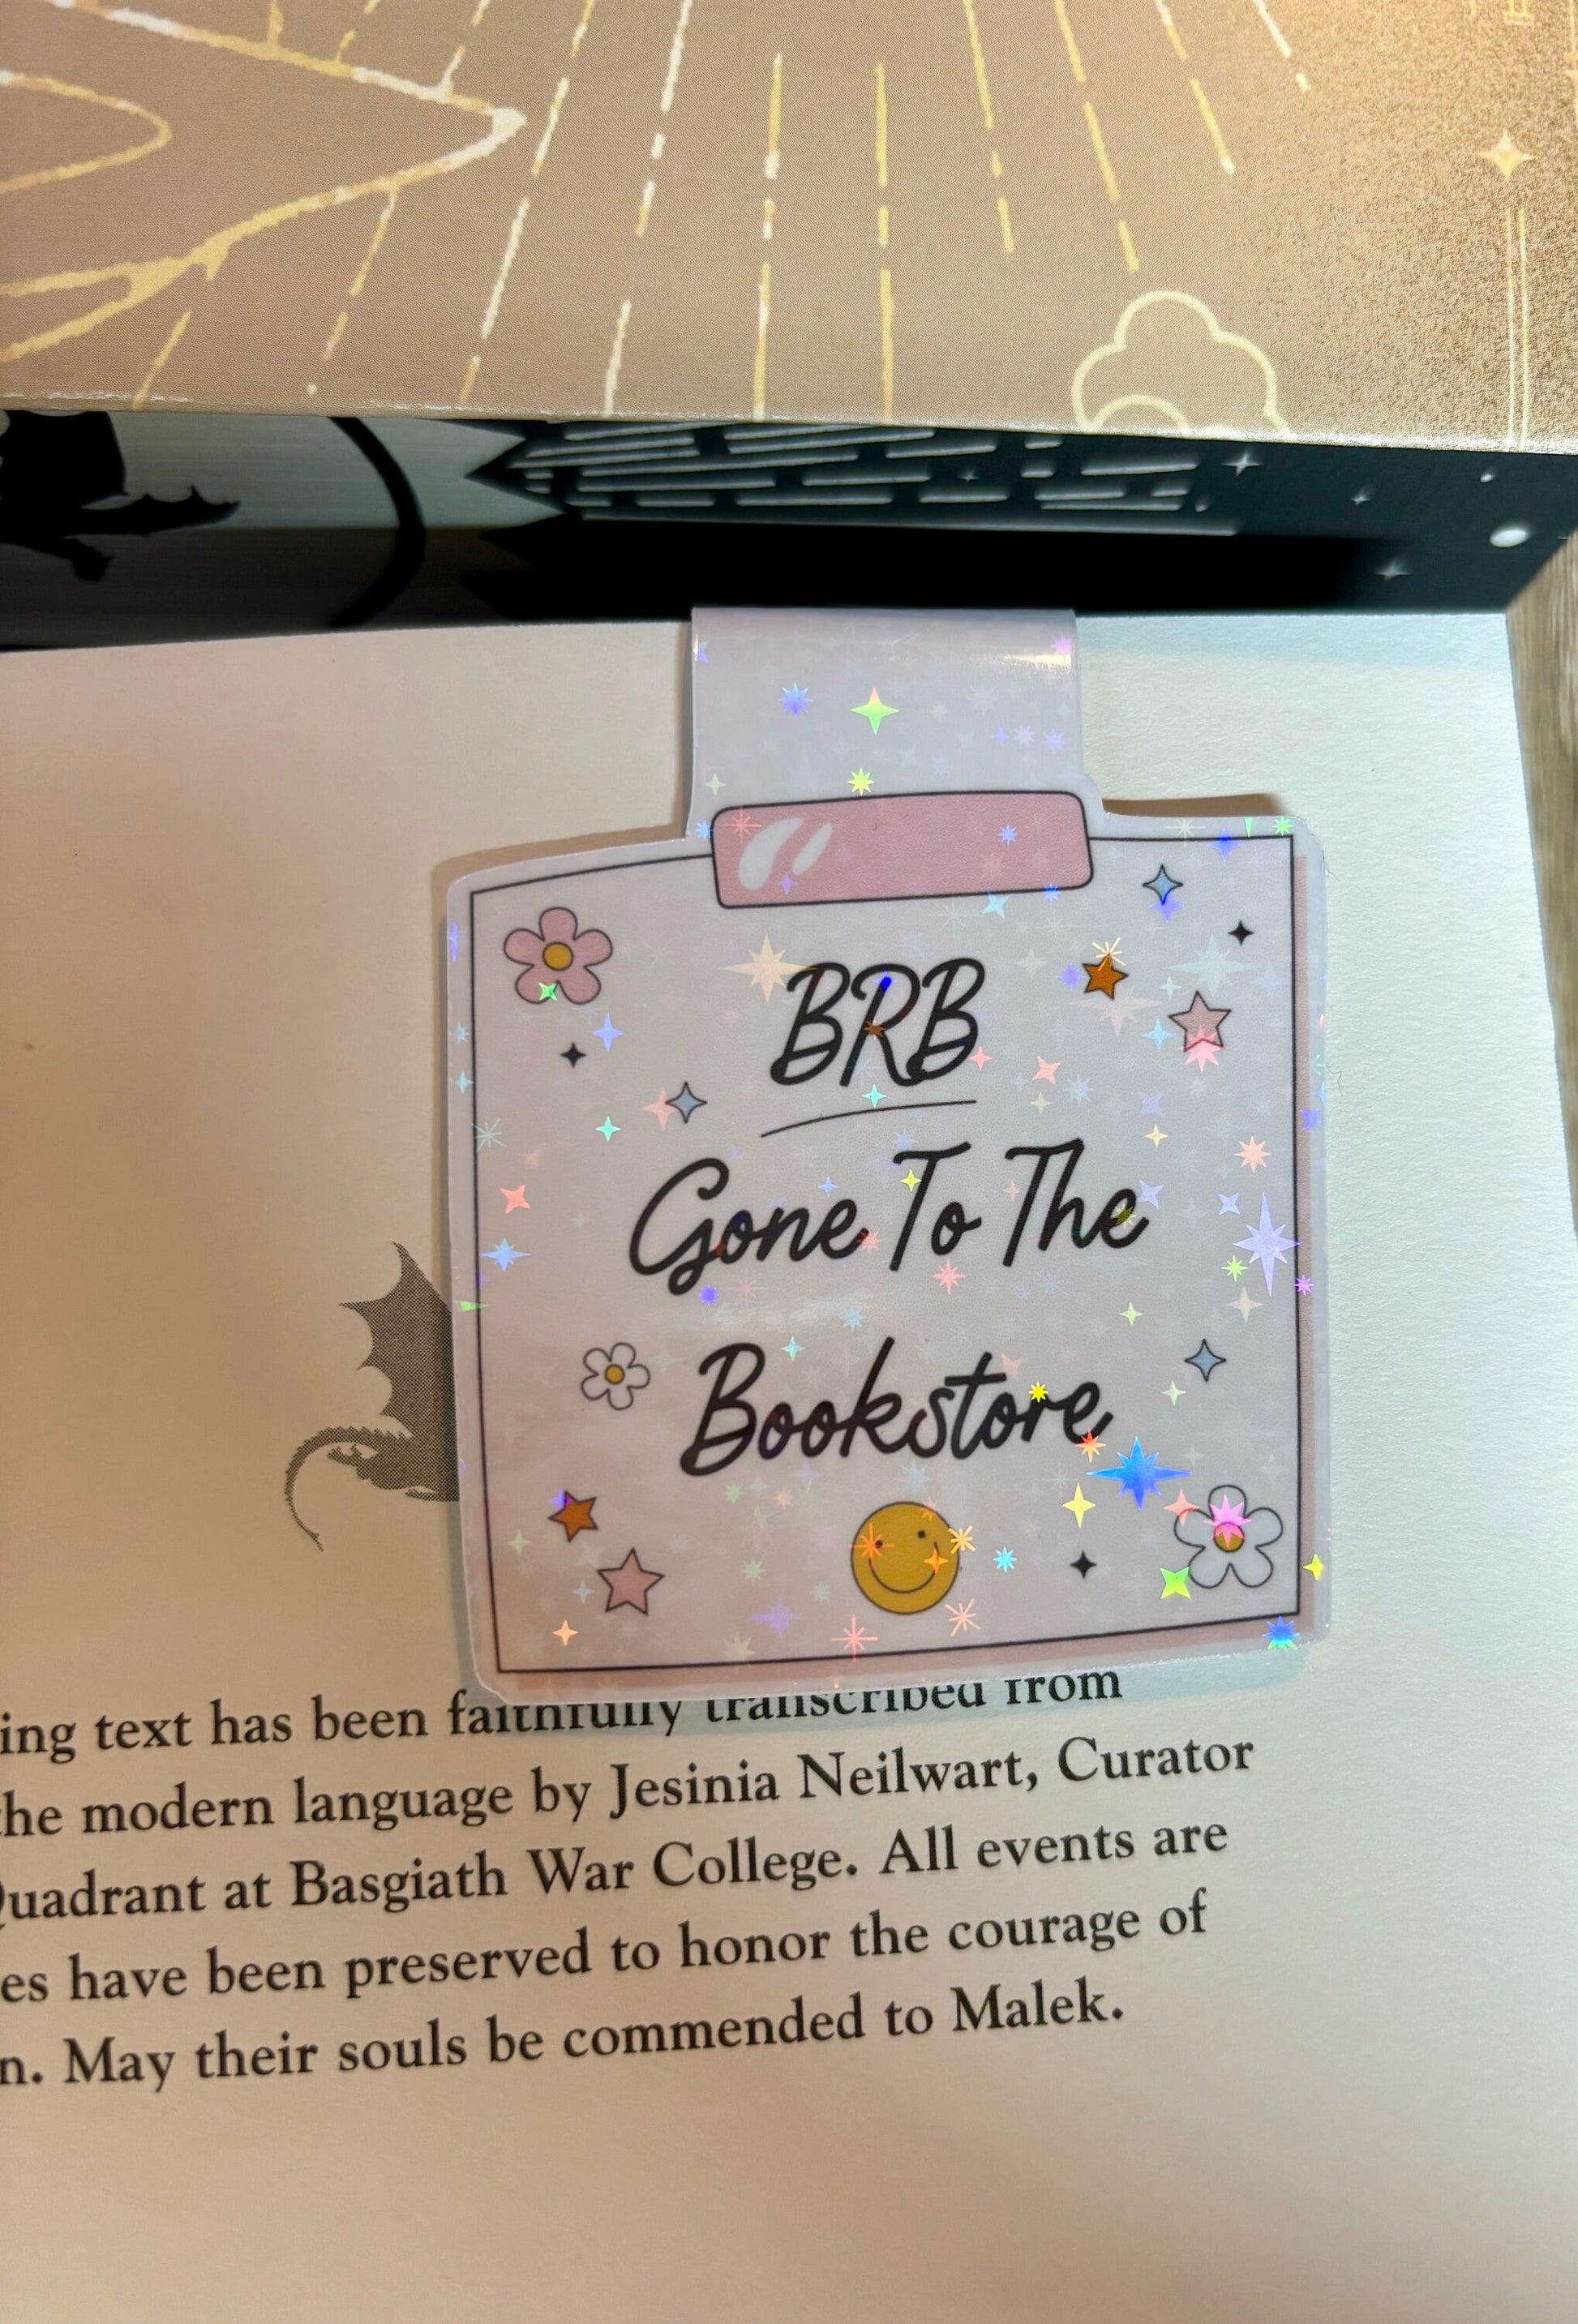 BRB
Gone To The
Bookstore
ing text has been faithfully transcribed from
the modern language by Jesinia Neilwart, Curator
Quadrant at Basgiath War College. All events are
es have been preserved to honor the courage of
n. May their souls be commended to Malek.